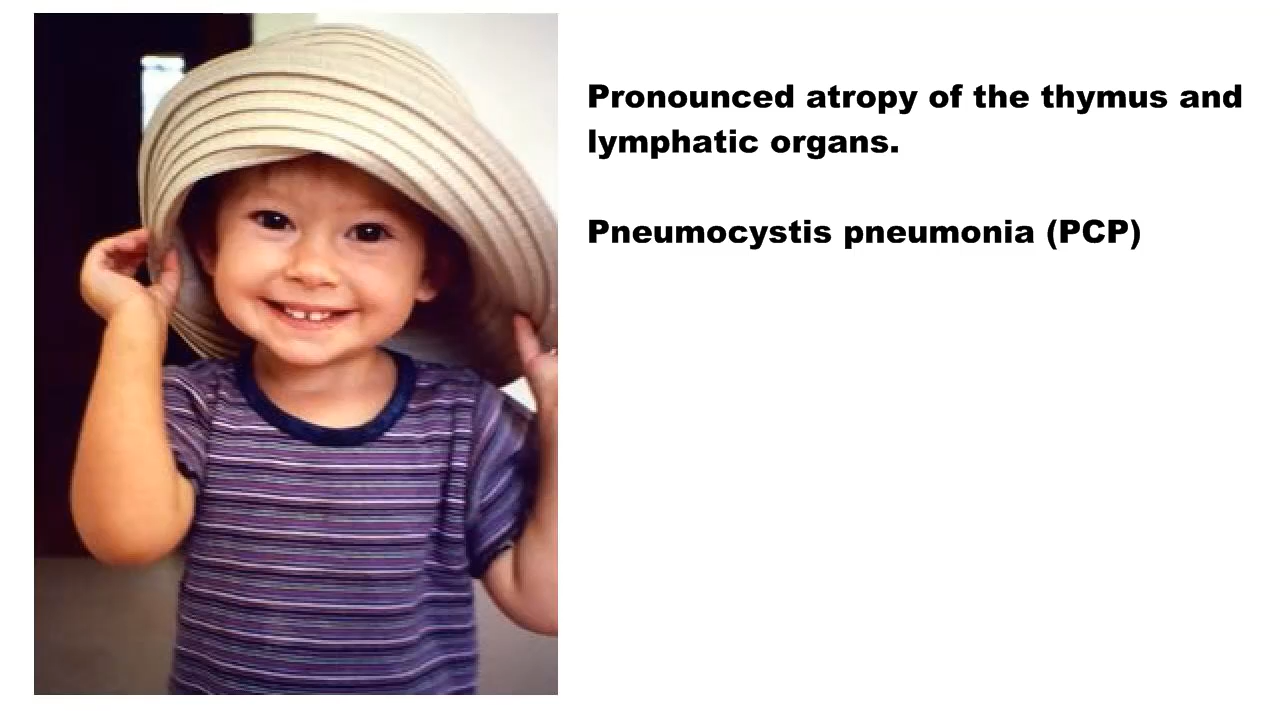 Pronounced atropy of the thymus and
lymphatic organs.
Pneumocystis pneumonia (PCP)